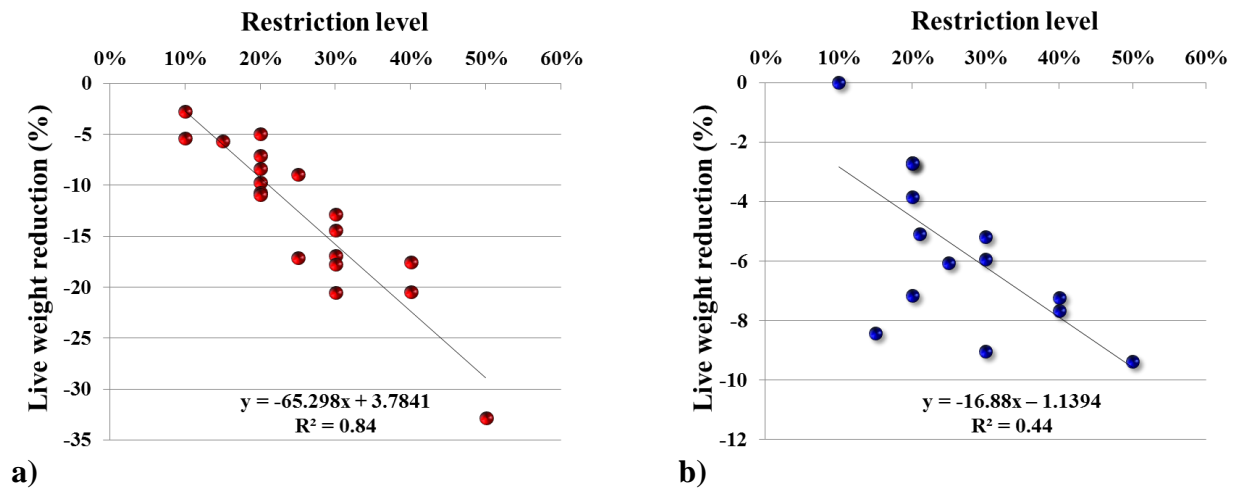 Restriction level
0% 10% 20% 30% 40% 50% 60%
0
-5
-10
-15
-20
-25
-30
-35
Live weight reduction (%)
y = -65.298x + 3.7841
R² = 0.84
a)
Restriction level
0% 10% 20% 30% 40% 50% 60%
0
-2
-4
-6
-8
-10
-12
Live weight reduction (%)
y = -16.88x – 1.1394
R² = 0.44
b)